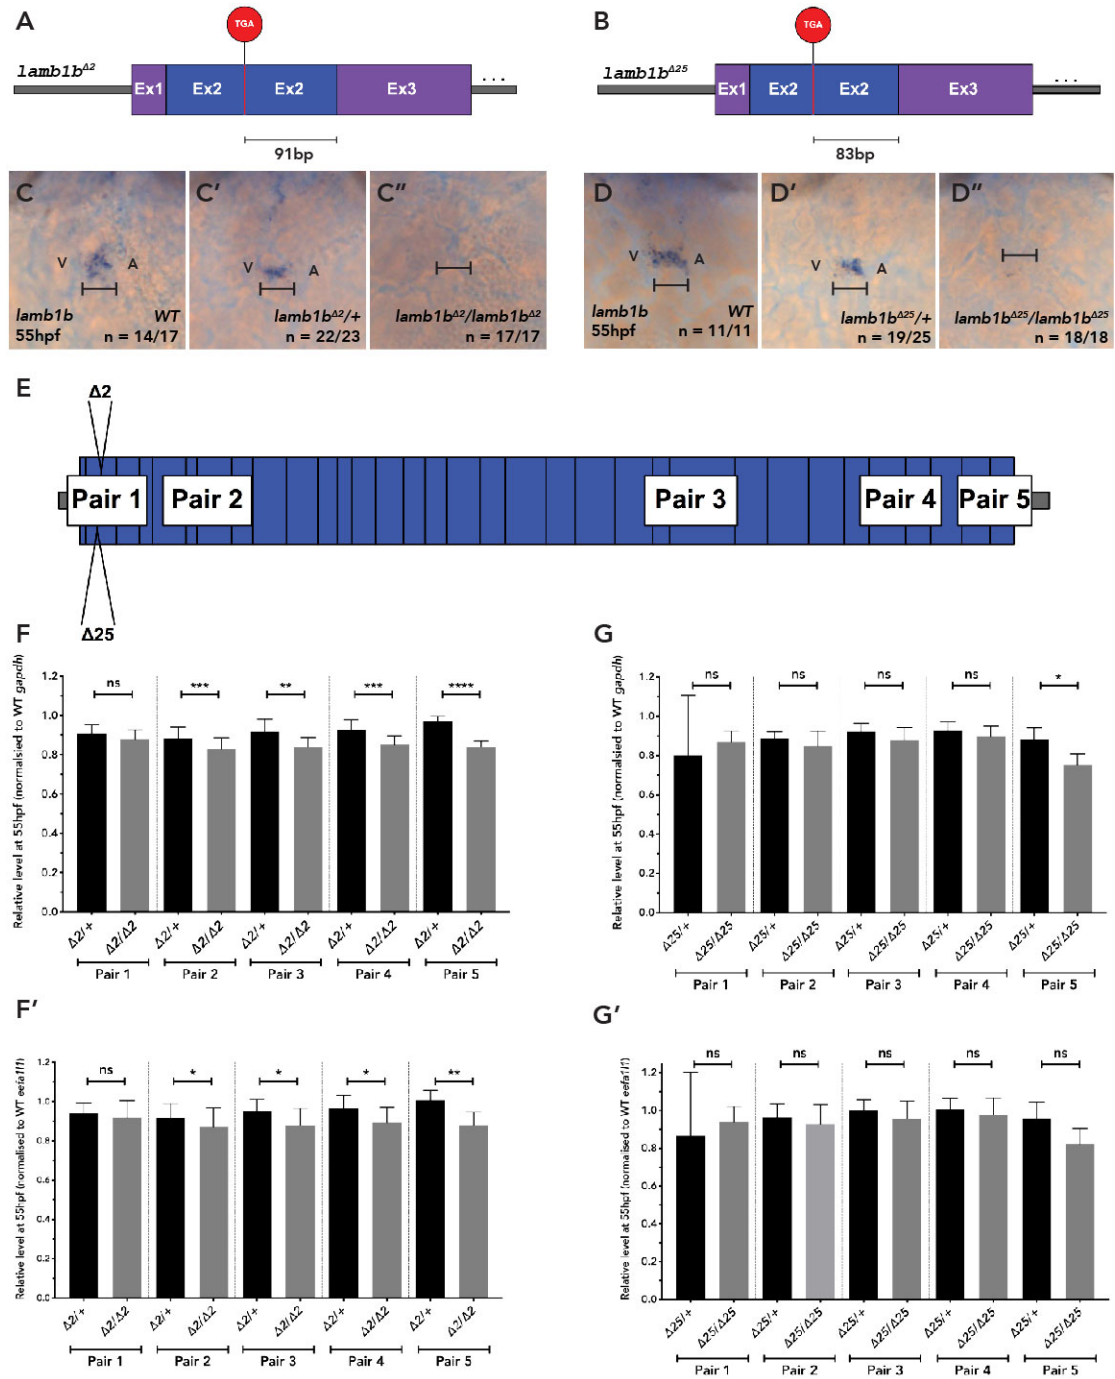 A
TGA
lamb1bΔ2
Ex1 Ex2 Ex2 Ex3 ...
91bp
B
TGA
lamb1bΔ25
Ex1 Ex2 Ex2 Ex3 ...
83bp
C
V A
lamb1b WT
55hpf n = 14/17
C'
V A
lamb1bΔ2/+
n = 22/23
C"
lamb1bΔ2/lamb1bΔ2
n = 17/17
D
V A
lamb1b WT
55hpf n = 11/11
D'
V A
lamb1bΔ25/+
n = 19/25
D"
lamb1bΔ25/lamb1bΔ25
n = 18/18
E
Δ2
Pair 1 Pair 2 Pair 3 Pair 4 Pair 5
Δ25
F
Relative level at 55hpf (normalsied to WT gapdh)
1.2
1.0
0.8
0.6
0.4
0.2
0.0
ns *** ** *** ****
Δ2/+ Δ2/Δ2 Δ2/+ Δ2/Δ2 Δ2/+ Δ2/Δ2 Δ2/+ Δ2/Δ2 Δ2/+ Δ2/Δ2
Pair 1 Pair 2 Pair 3 Pair 4 Pair 5
G
Relative level at 55hpf (normalised to WT gapdh)
1.2
1.0
0.8
0.6
0.4
0.2
0.0
ns ns ns ns *
Δ25/+ Δ25/Δ25 Δ25/+ Δ25/Δ25 Δ25/+ Δ25/Δ25 Δ25/+ Δ25/Δ25 Δ25/+ Δ25/Δ25
Pair 1 Pair 2 Pair 3 Pair 4 Pair 5
F'
Relative level at 55hpf (normalised to WT eefa1l1)
1.2
1.0
0.8
0.6
0.4
0.2
0.0
ns * * * **
Δ2/+ Δ2/Δ2 Δ2/+ Δ2/Δ2 Δ2/+ Δ2/Δ2 Δ2/+ Δ2/Δ2 Δ2/+ Δ2/Δ2
Pair 1 Pair 2 Pair 3 Pair 4 Pair 5
G'
Relative level at 55hpf (normalised to WT eefa1l1)
1.2
1.0
0.8
0.6
0.4
0.2
0.0
ns ns ns ns ns
Δ25/+ Δ25/Δ25 Δ25/+ Δ25/Δ25 Δ25/+ Δ25/Δ25 Δ25/+ Δ25/Δ25 Δ25/+ Δ25/Δ25
Pair 1 Pair 2 Pair 3 Pair 4 Pair 5